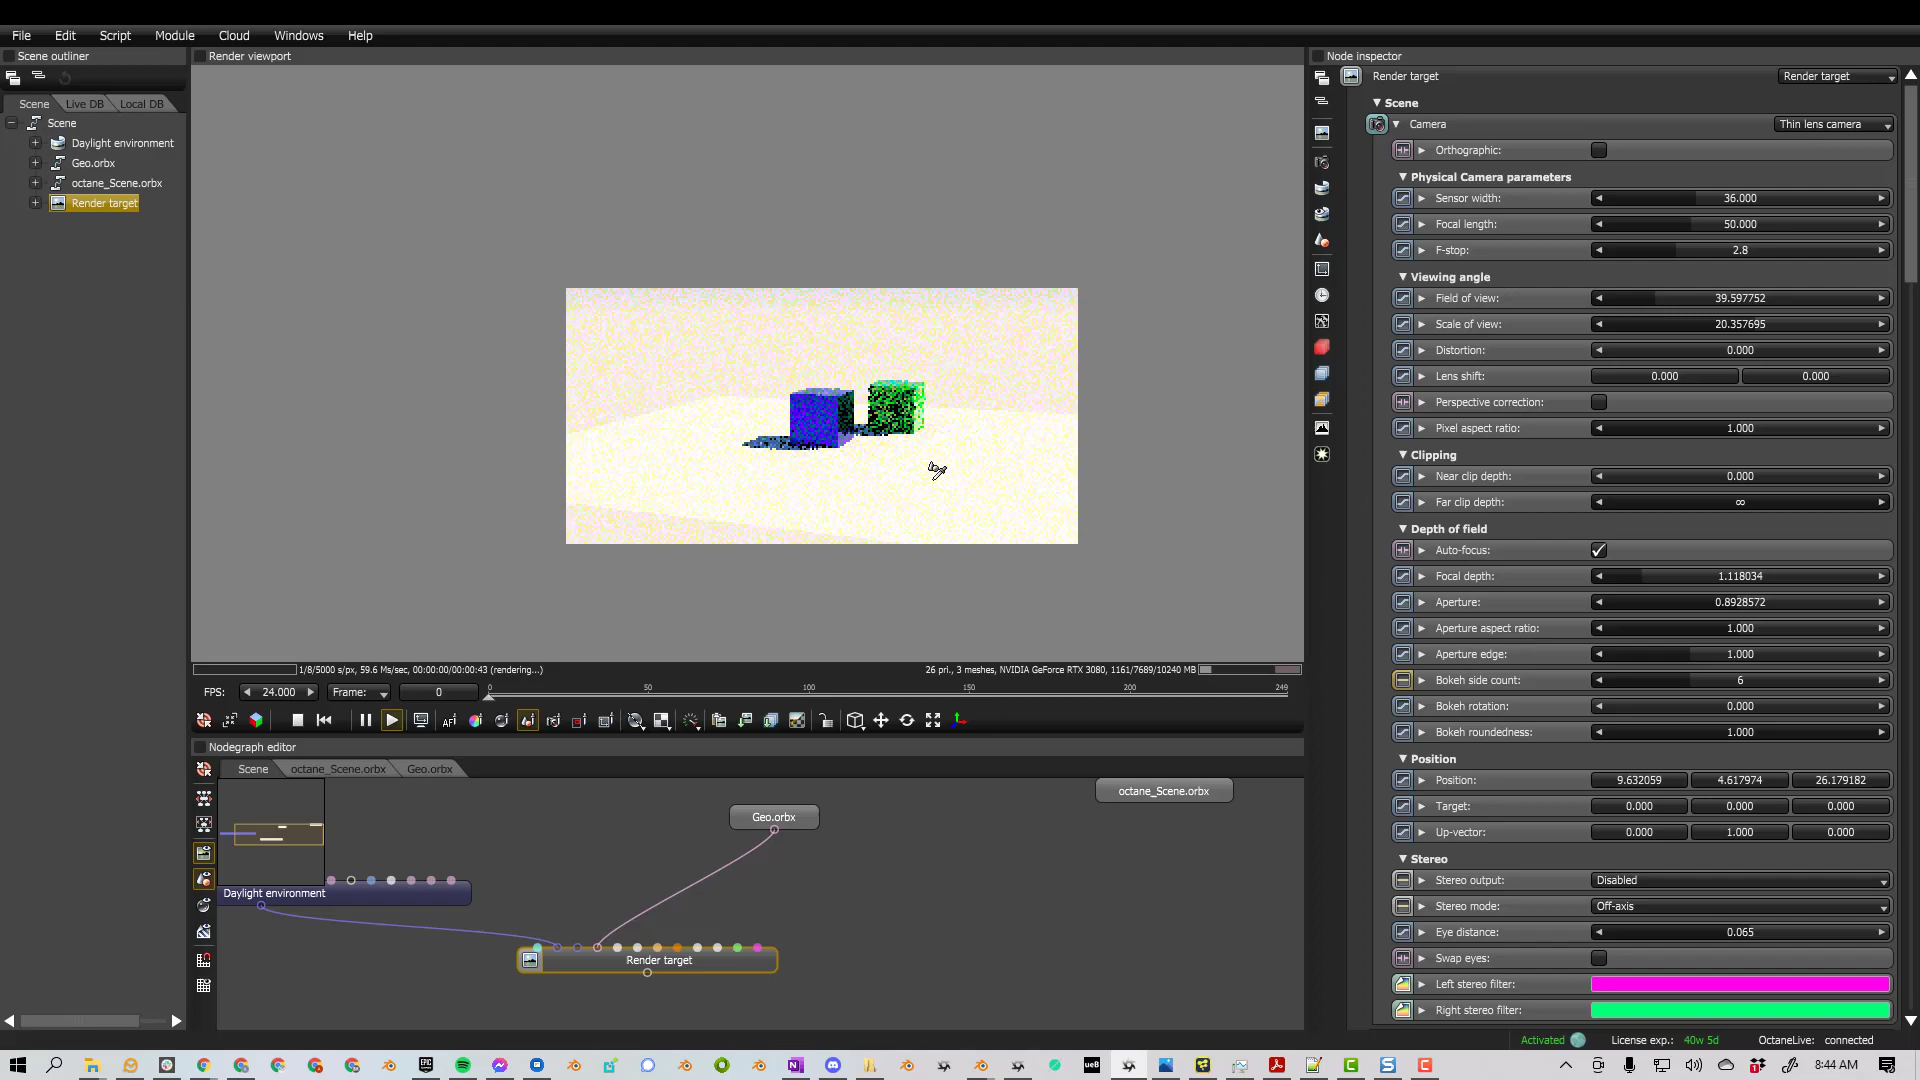 File Edit Script Module Cloud Windows Help
Scene outliner
Render viewport
Node inspector
Render target
Render target
Scene Live DB Local DB
Scene
Daylight environment
Geo.orbx
octane_Scene.orbx
Render target
Scene
Camera Thin lens camera
Orthographic:
Physical Camera parameters
Sensor width: 36.000
Focal length: 50.000
F-stop: 2.8
Viewing angle
Field of view: 39.597752
Scale of view: 20.357695
Distortion: 0.000
Lens shift: 0.000 0.000
Perspective correction:
Pixel aspect ratio: 1.000
Clipping
Near clip depth: 0.000
Far clip depth: ∞
Depth of field
Auto-focus:
Focal depth: 1.118034
Aperture: 0.8928572
Aperture aspect ratio: 1.000
Aperture edge: 1.000
Bokeh side count: 6
Bokeh rotation: 0.000
Bokeh roundedness: 1.000
Position
Position: 9.632059 4.617974 26.179182
Target: 0.000 0.000 0.000
Up-vector: 0.000 1.000 0.000
Stereo
Stereo output: Disabled
Stereo mode: Off-axis
Eye distance: 0.065
Swap eyes:
Left stereo filter:
Right stereo filter:
1/8/5000 s/px, 59.6 Ms/sec, 00:00:00/00:00:43 (rendering...)
26 pri., 3 meshes, NVIDIA GeForce RTX 3080, 1161/7689/10240 MB
FPS: 24.000 Frame: 0
0 50 100 150 200 249
Nodegraph editor
Scene octane_Scene.orbx Geo.orbx
octane_Scene.orbx
Geo.orbx
Daylight environment
Render target
Activated License exp.: 40w 5d OctaneLive: connected
8:44 AM